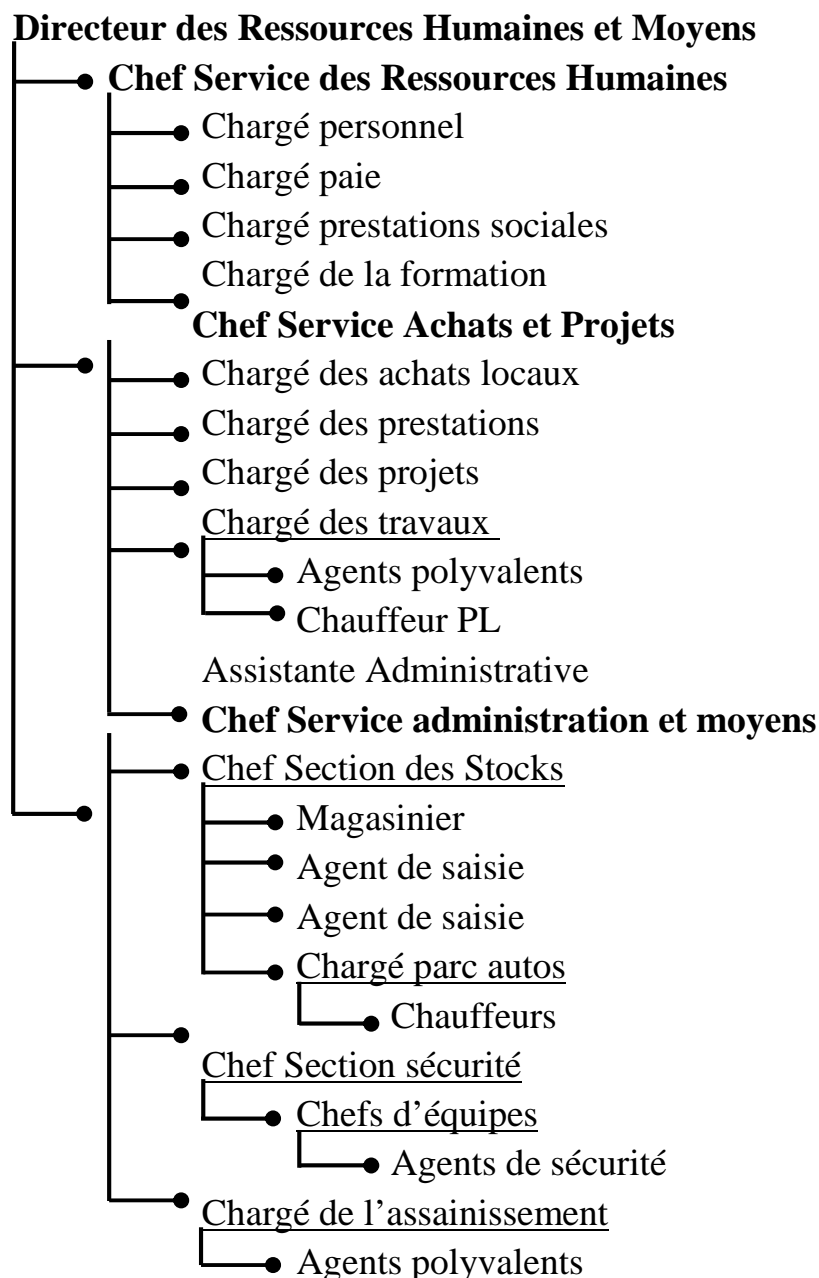 Directeur des Ressources Humaines et Moyens
Chef Service des Ressources Humaines
Chargé personnel
Chargé paie
Chargé prestations sociales
Chargé de la formation
Chef Service Achats et Projets
Chargé des achats locaux
Chargé des prestations
Chargé des projets
Chargé des travaux
Agents polyvalents
Chauffeur PL
Assistante Administrative
Chef Service administration et moyens
Chef Section des Stocks
Magasinier
Agent de saisie
Agent de saisie
Chargé parc autos
Chauffeurs
Chef Section sécurité
Chefs d’équipes
Agents de sécurité
Chargé de l’assainissement
Agents polyvalents